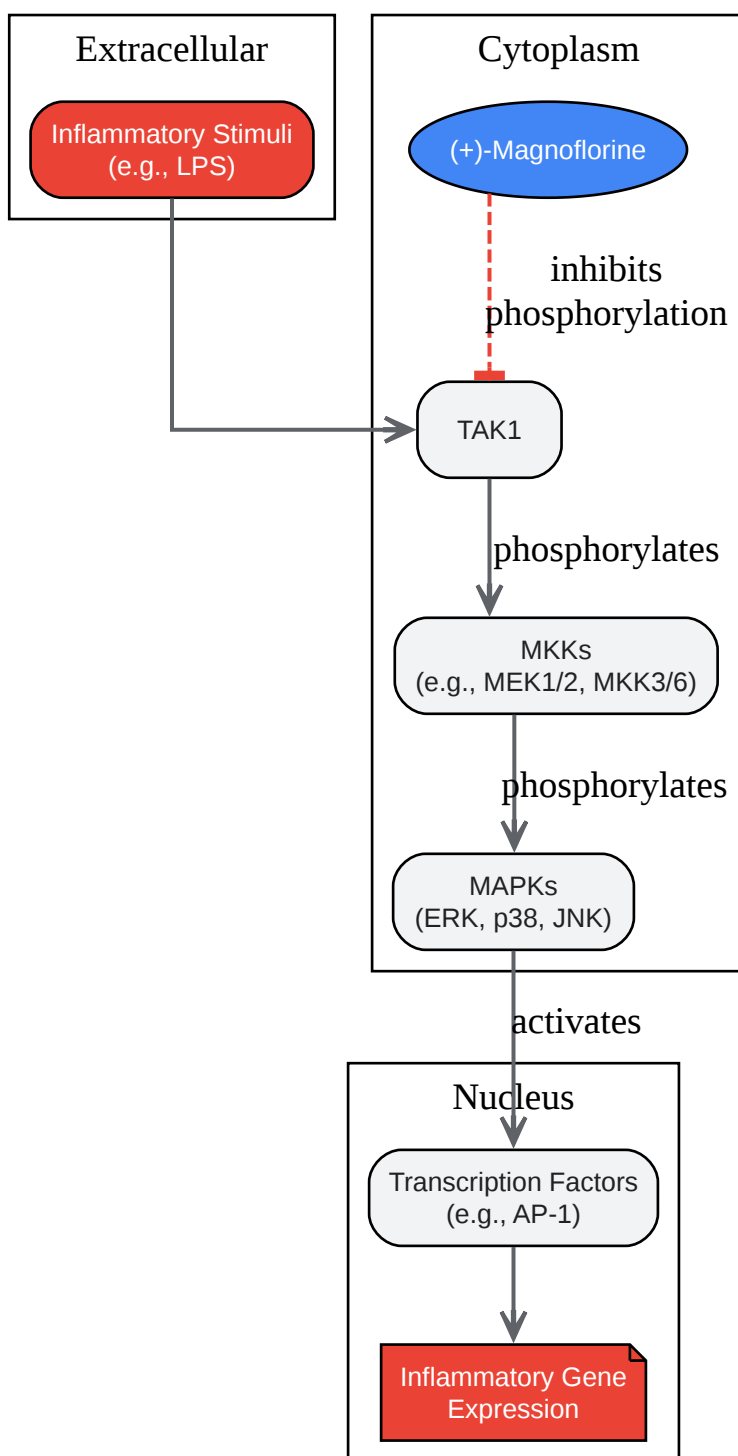 Extracellular
Cytoplasm
Inflammatory Stimuli
(e.g., LPS)
(+)-Magnoflorine
inhibits
phosphorylation
TAK1
phosphorylates
MKKs
(e.g., MEK1/2, MKK3/6)
phosphorylates
MAPKs
(ERK, p38, JNK)
activates
Nucleus
Transcription Factors
(e.g., AP-1)
Inflammatory Gene
Expression